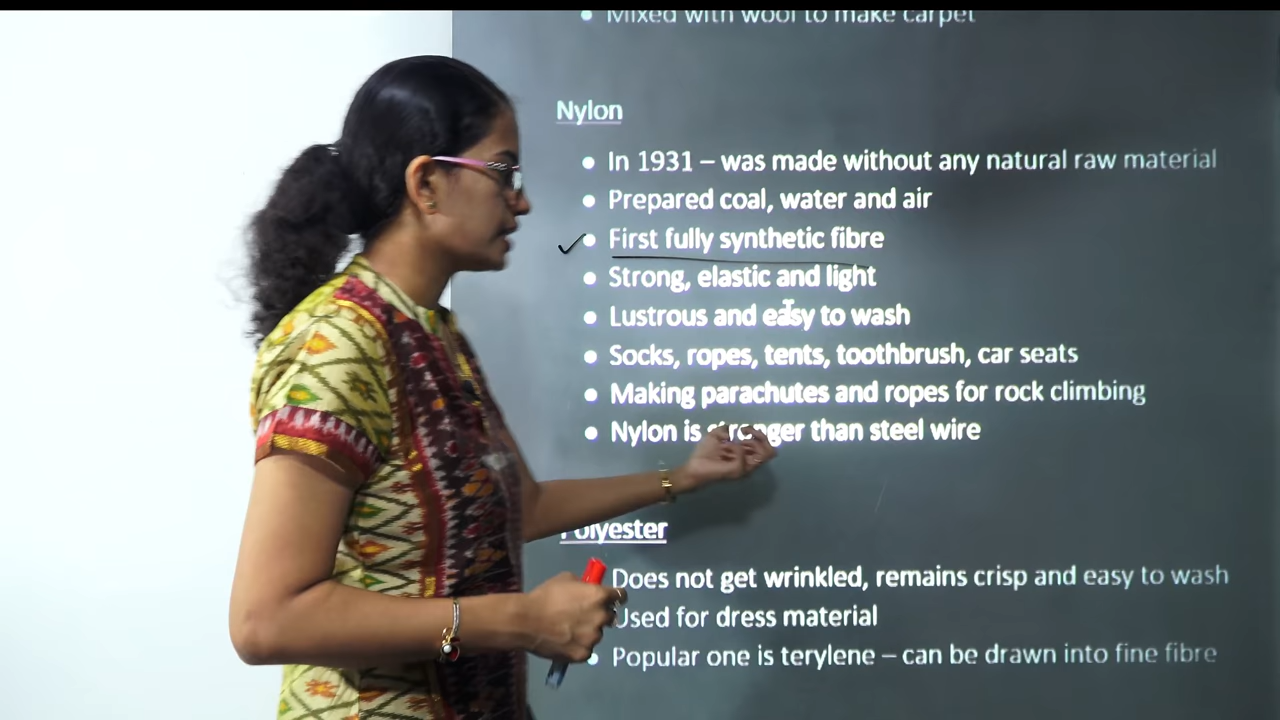 • Mixed with wool to make carpet
Nylon
• In 1931 – was made without any natural raw material
• Prepared coal, water and air
• First fully synthetic fibre
• Strong, elastic and light
• Lustrous and easy to wash
• Socks, ropes, tents, toothbrush, car seats
• Making parachutes and ropes for rock climbing
• Nylon is stronger than steel wire
Polyester
Does not get wrinkled, remains crisp and easy to wash
Used for dress material
• Popular one is terylene – can be drawn into fine fibre